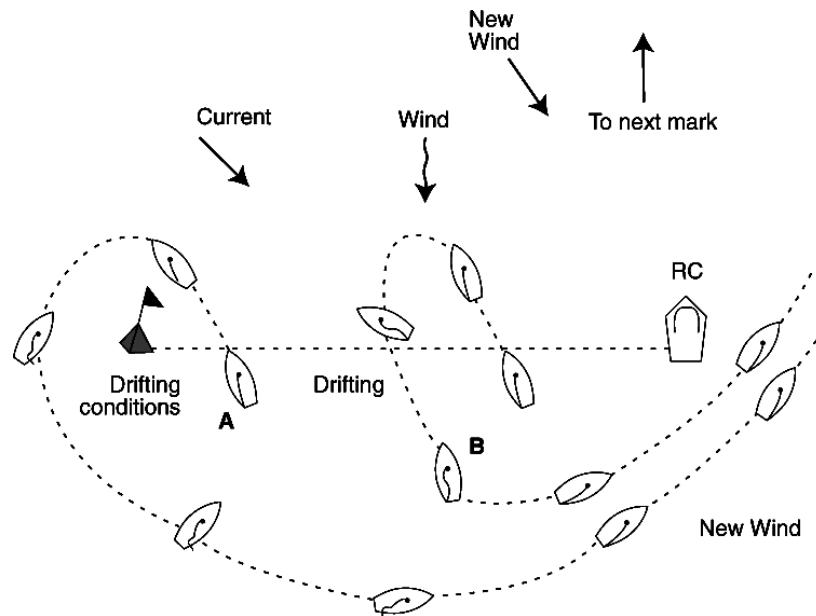 New
Wind
To next mark
Current
Wind
RC
Drifting
conditions
Drifting
A
B
New Wind